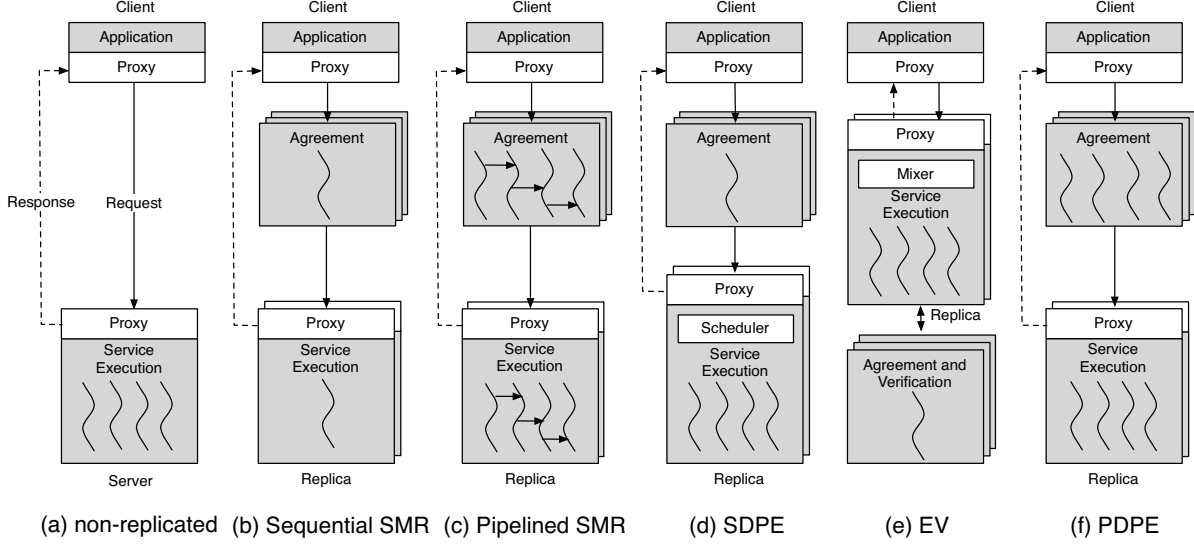 Client
Application
Proxy
Response
Request
Proxy
Service
Execution
Server
(a) non-replicated
Client
Application
Proxy
Agreement
Proxy
Service
Execution
Replica
(b) Sequential SMR
Client
Application
Proxy
Agreement
Proxy
Service
Execution
Replica
(c) Pipelined SMR
Client
Application
Proxy
Agreement
Proxy
Scheduler
Service
Execution
Replica
(d) SDPE
Client
Application
Proxy
Proxy
Mixer
Service
Execution
Replica
Agreement and
Verification
(e) EV
Client
Application
Proxy
Agreement
Proxy
Service
Execution
Replica
(f) PDPE